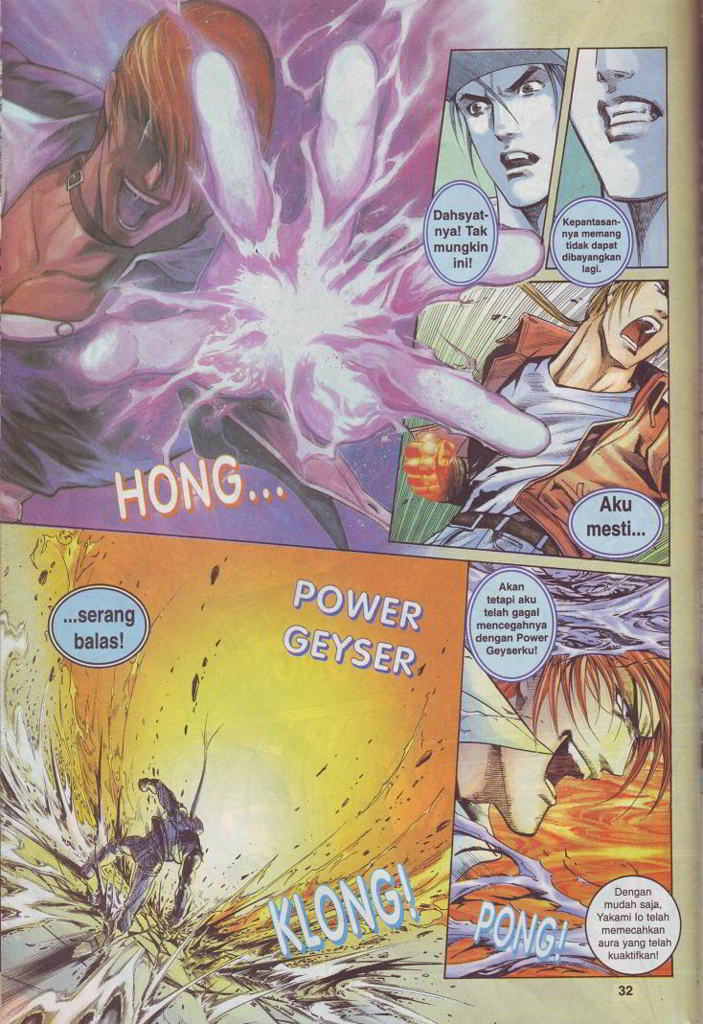 Dahsyat-
nya! Tak
mungkin
ini!
Kepantasan-
nya memang
tidak dapat
dibayangkan
lagi.
HONG...
Aku
mesti...
...serang
balas!
POWER
GEYSER
KLONG!
Akan
tetapi aku
telah gagal
mencegahnya
dengan Power
Geyserku!
PONG!
Dengan
mudah saja,
Yakami Io telah
memecahkan
aura yang telah
kuaktifkan!
32